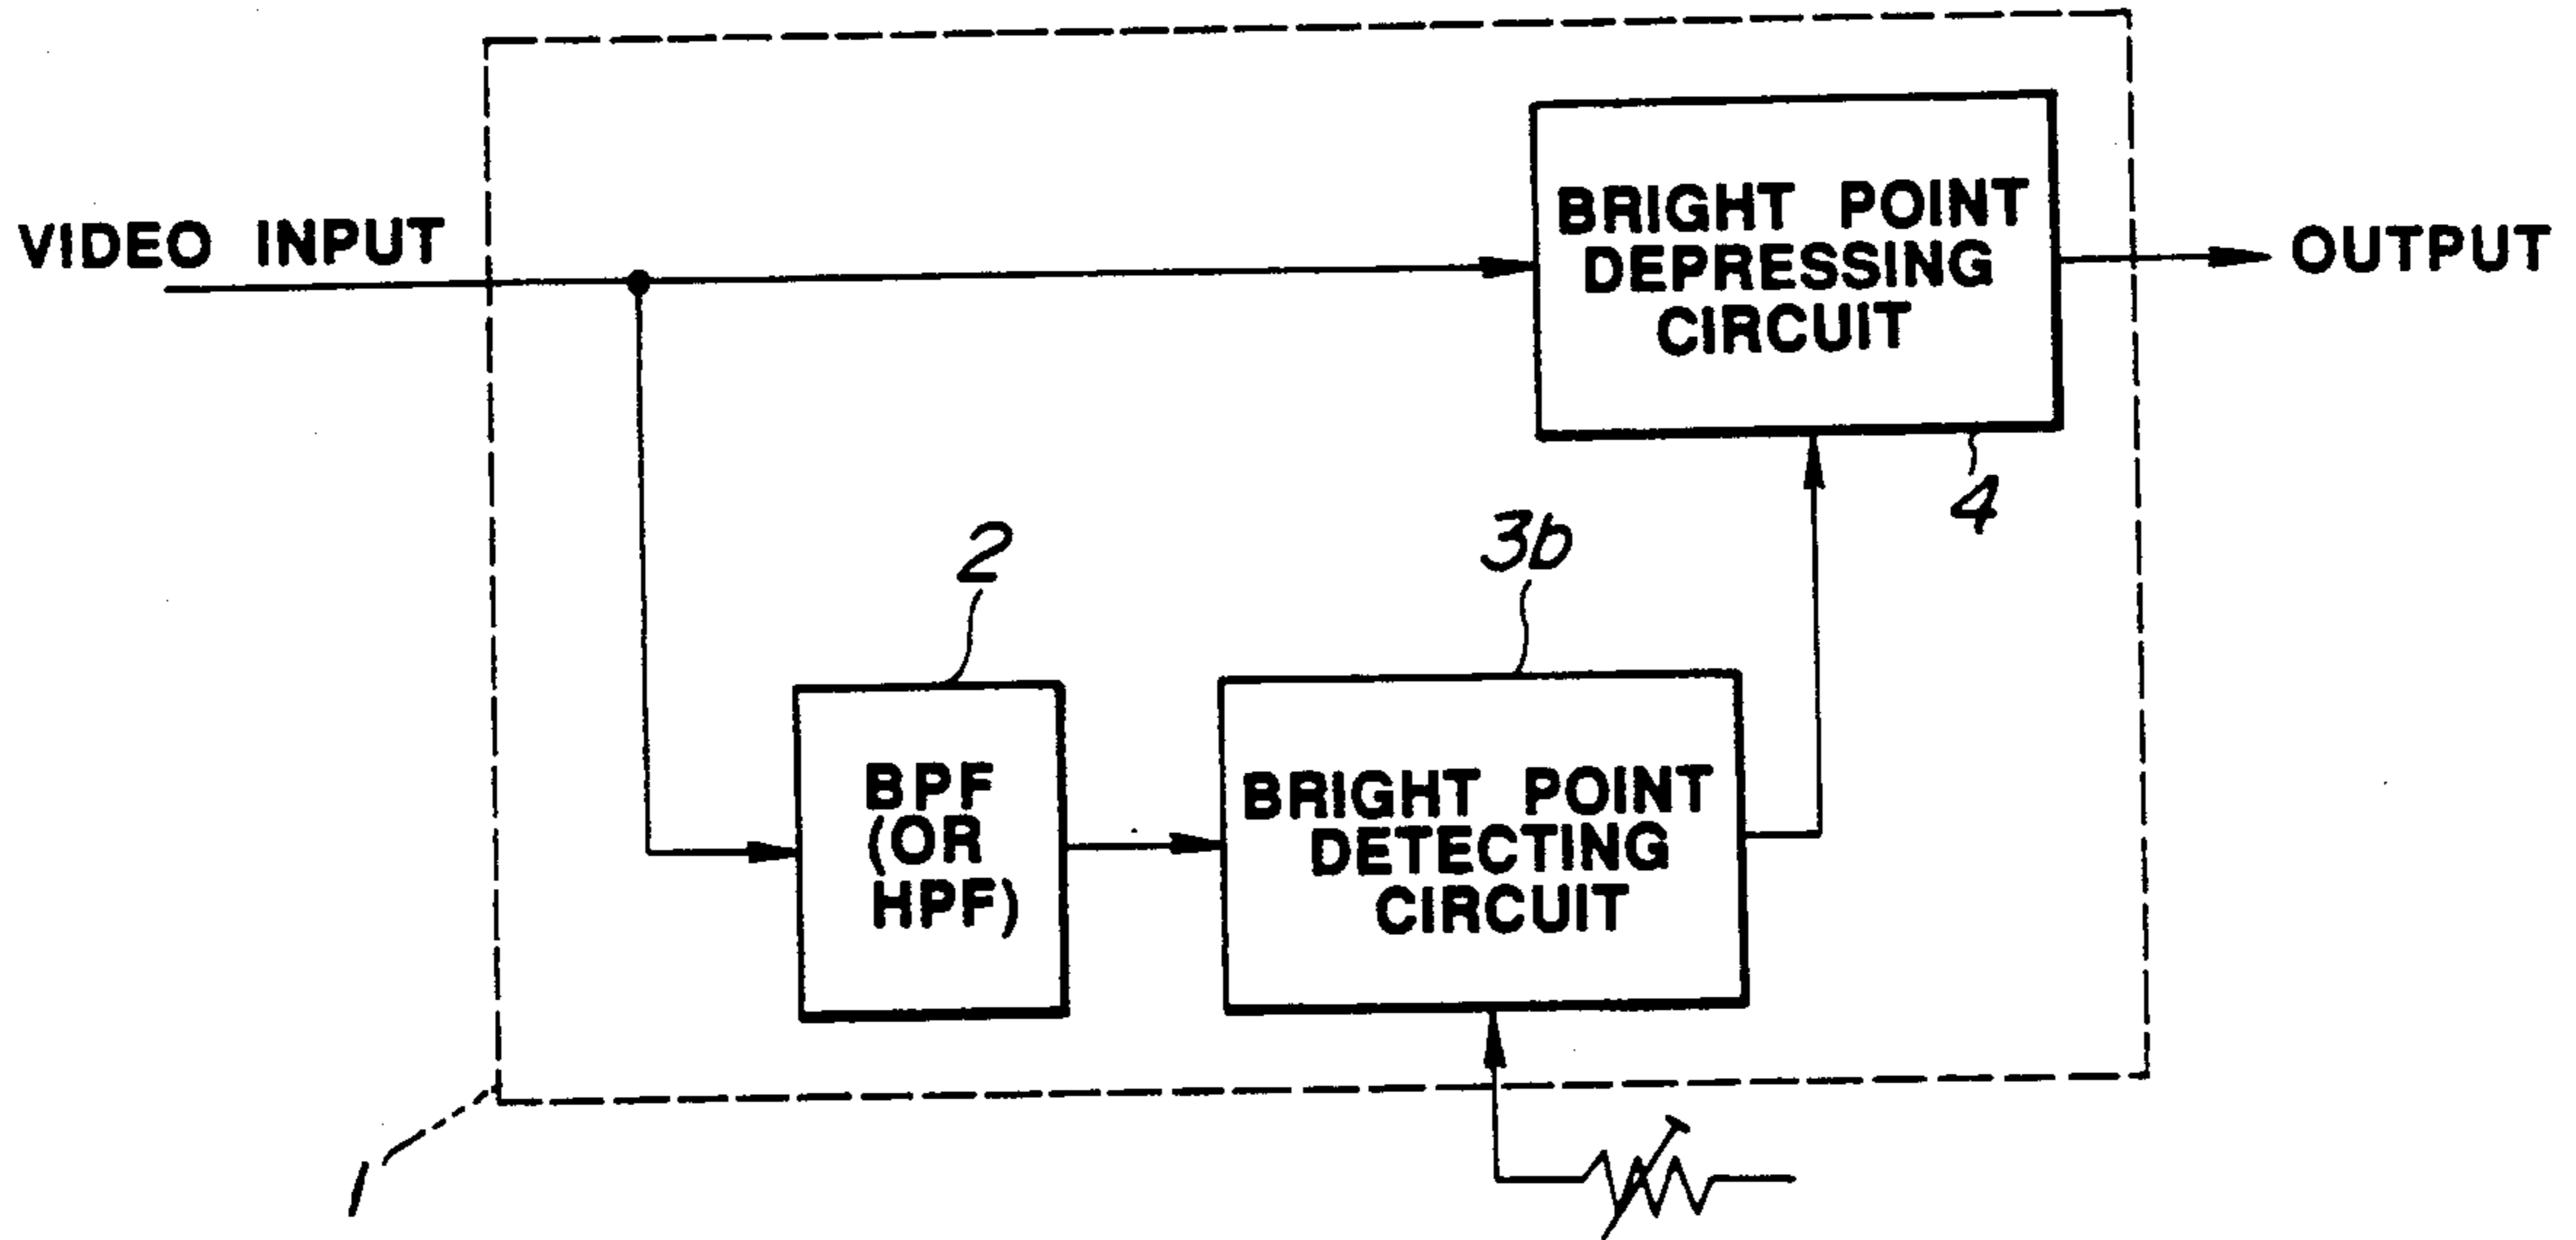 VIDEO INPUT
BRIGHT POINT
DEPRESSING
CIRCUIT
OUTPUT
4
2
3b
BPF
(OR
HPF)
BRIGHT POINT
DETECTING
CIRCUIT
1